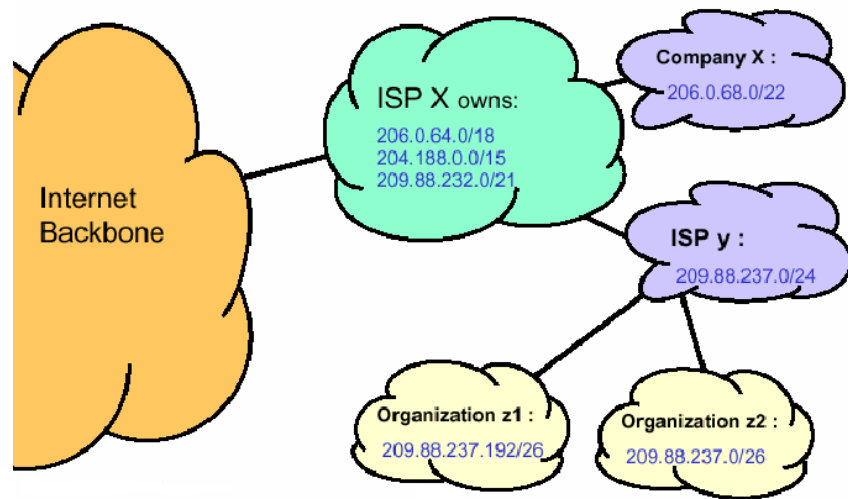 Internet
Backbone
ISP X owns:
206.0.64.0/18
204.188.0.0/15
209.88.232.0/21
Company X :
206.0.68.0/22
ISP y :
209.88.237.0/24
Organization z1 :
209.88.237.192/26
Organization z2 :
209.88.237.0/26